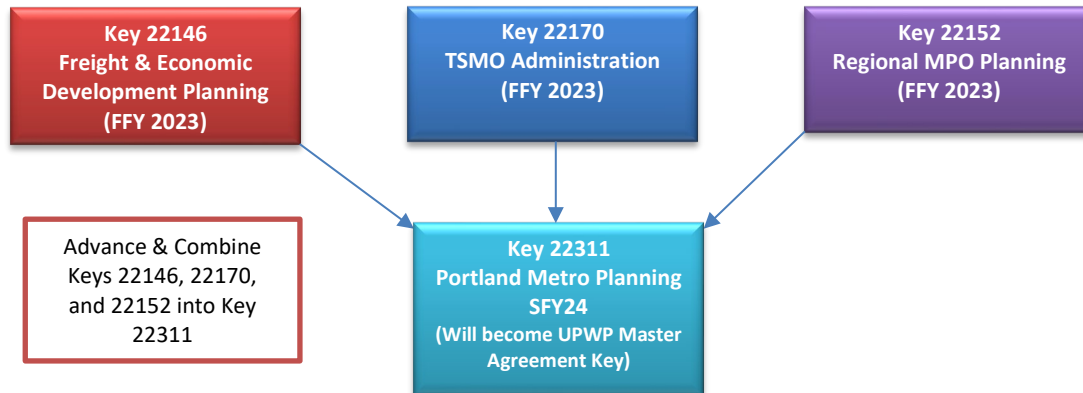 Key 22146
Freight & Economic
Development Planning
(FFY 2023)
Key 22170
TSMO Administration
(FFY 2023)
Key 22152
Regional MPO Planning
(FFY 2023)
Advance & Combine
Keys 22146, 22170,
and 22152 into Key
22311
Key 22311
Portland Metro Planning
SFY24
(Will become UPWP Master
Agreement Key)